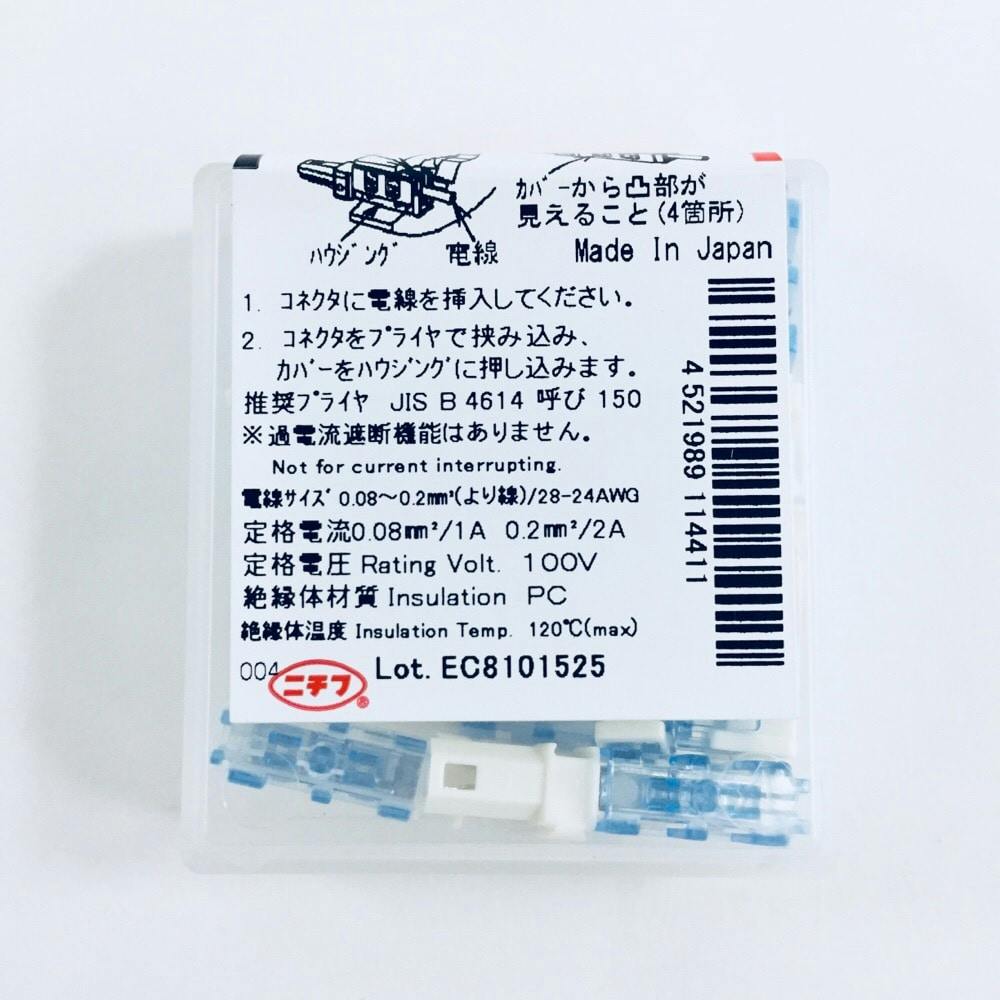 カバーから凸部が
見えること(4箇所)
ハウジング 電線 Made In Japan
1. コネクタに電線を挿入してください。
2. コネクタをプライヤで挟み込み、
カバーをハウジングに押し込みます。
推奨プライヤ JIS B 4614 呼び 150
※過電流遮断機能はありません。
Not for current interrupting.
電線サイズ 0.08〜0.2mm²(より線)/28-24AWG
定格電流0.08mm²/1A 0.2mm²/2A
定格電圧 Rating Volt. 100V
絶縁体材質 Insulation PC
絶縁体温度 Insulation Temp. 120℃(max)
004 ニチフ® Lot. EC8101525
4 521989 114411